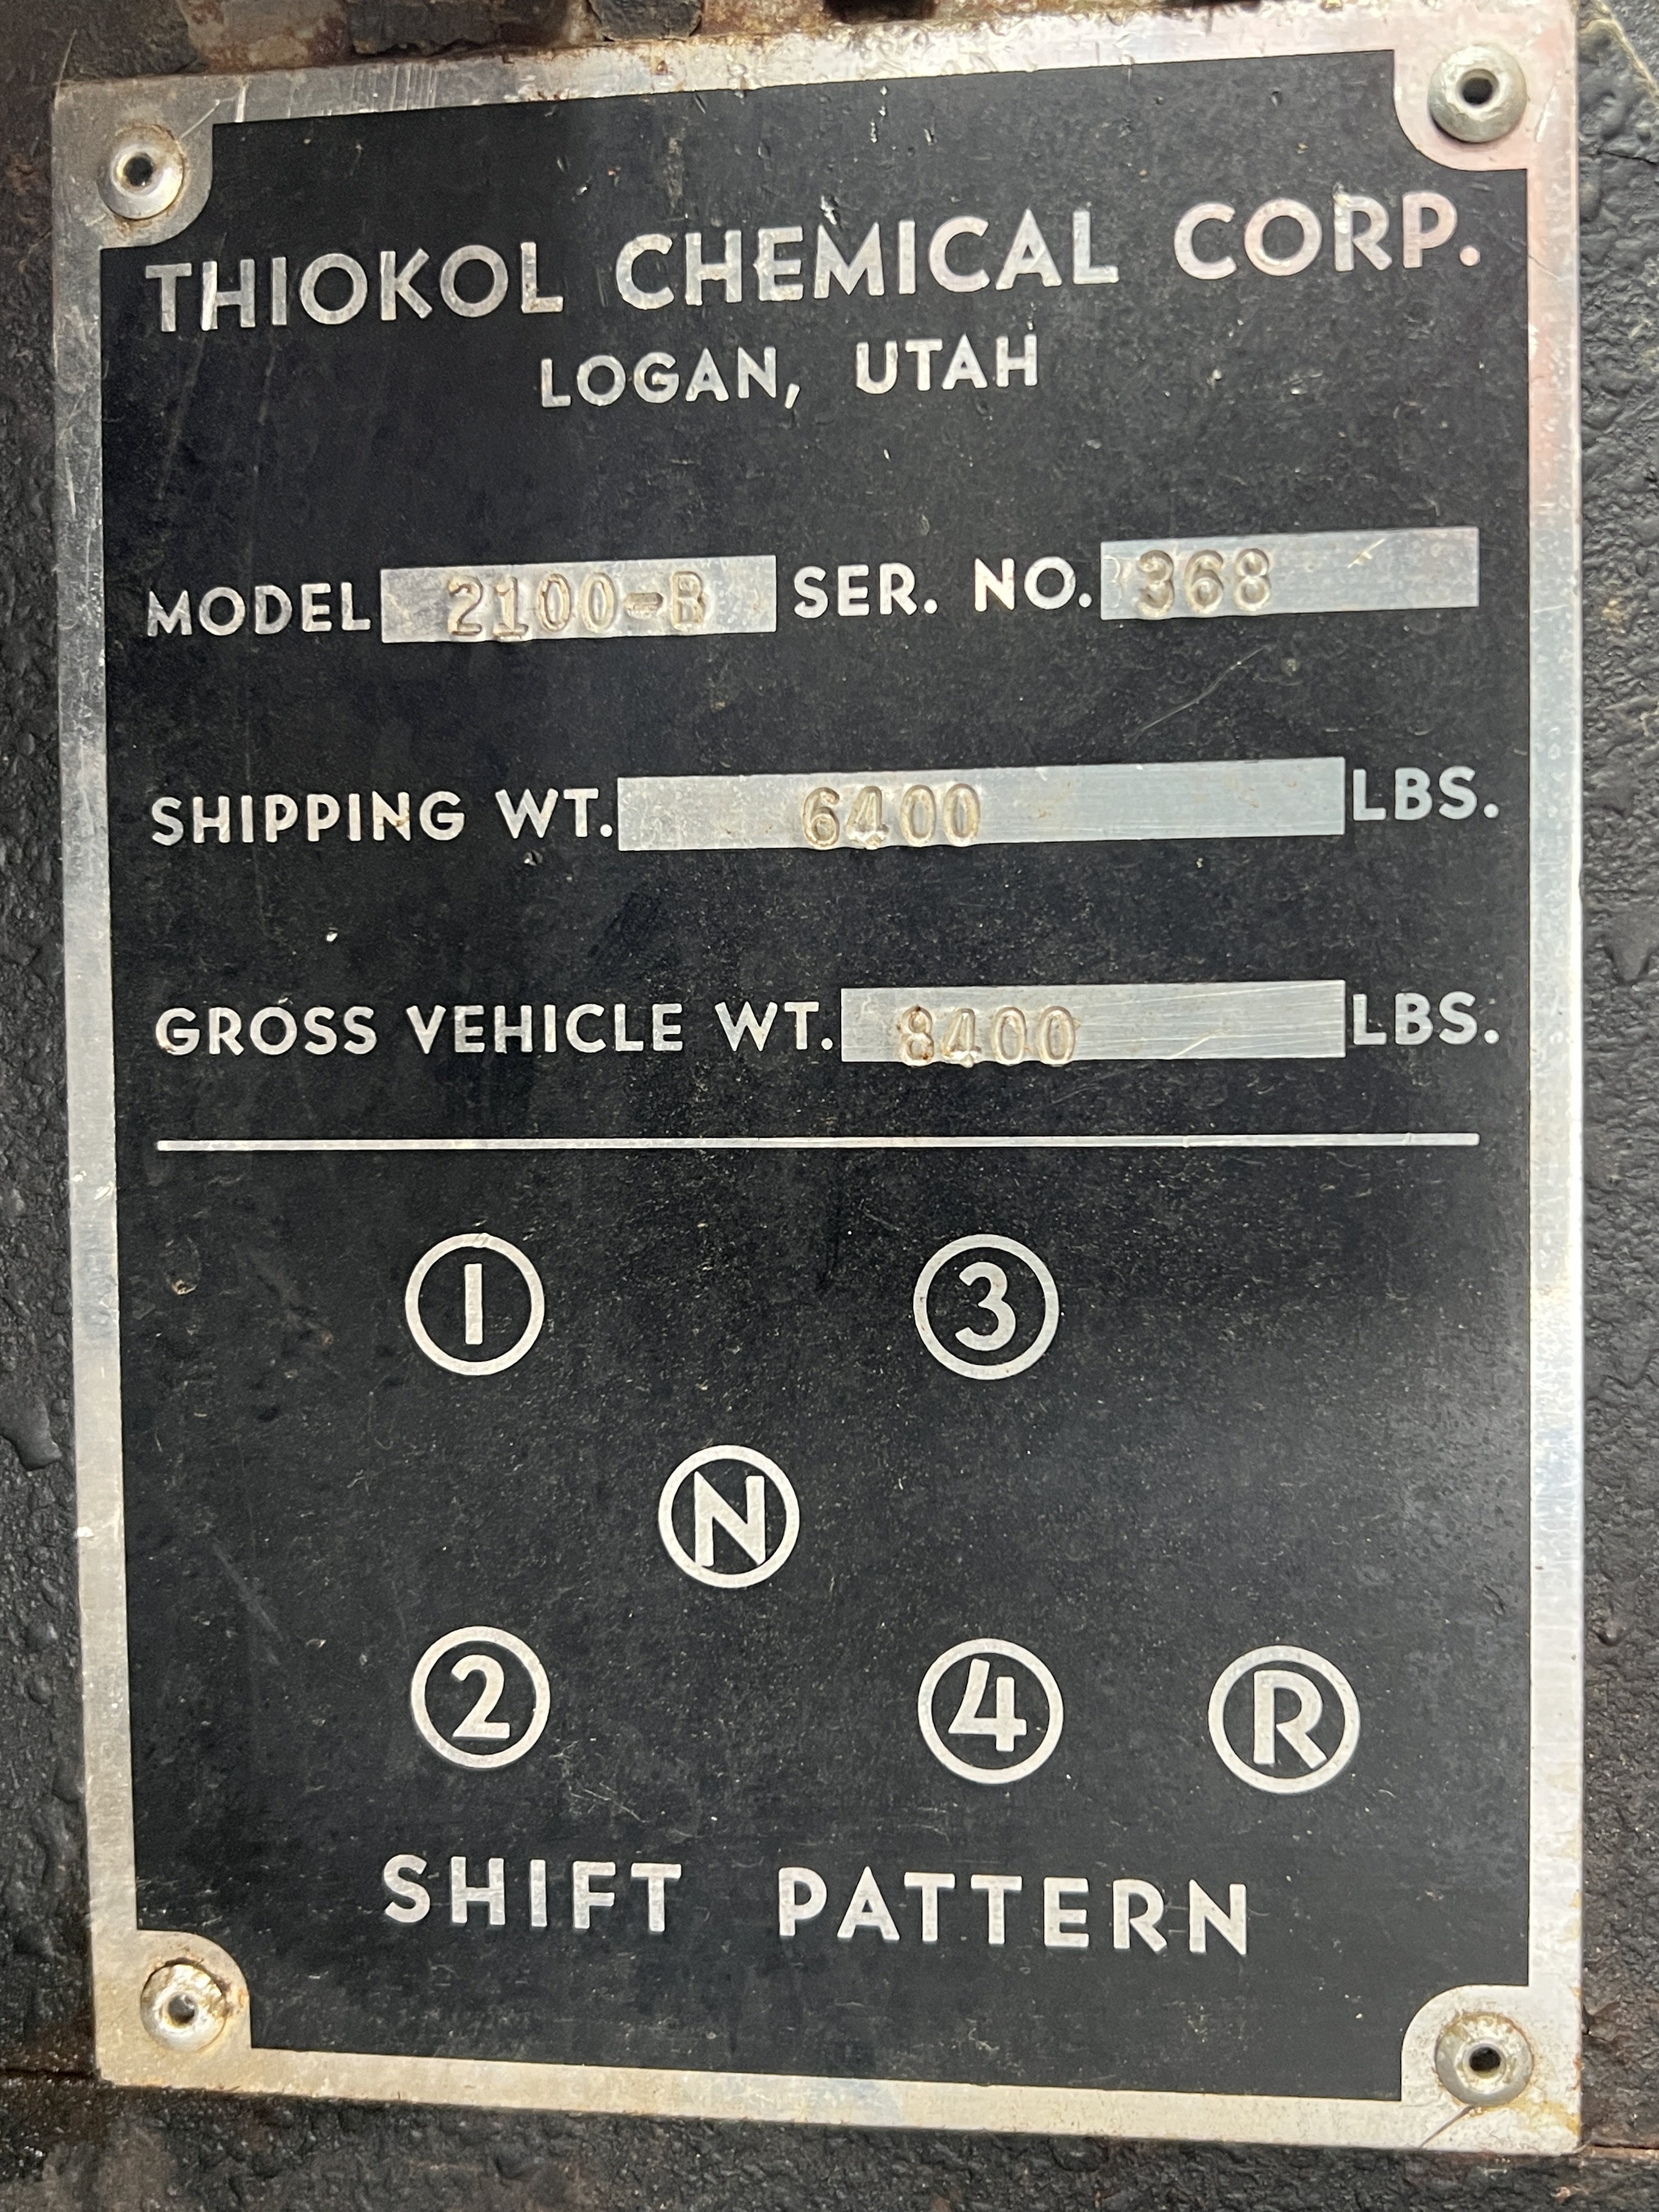 THIOKOL CHEMICAL CORP.
LOGAN, UTAH
MODEL 2100-B SER. NO. 368
SHIPPING WT. 6400 LBS.
GROSS VEHICLE WT. 8400 LBS.
1 3
N
2 4 R
SHIFT PATTERN